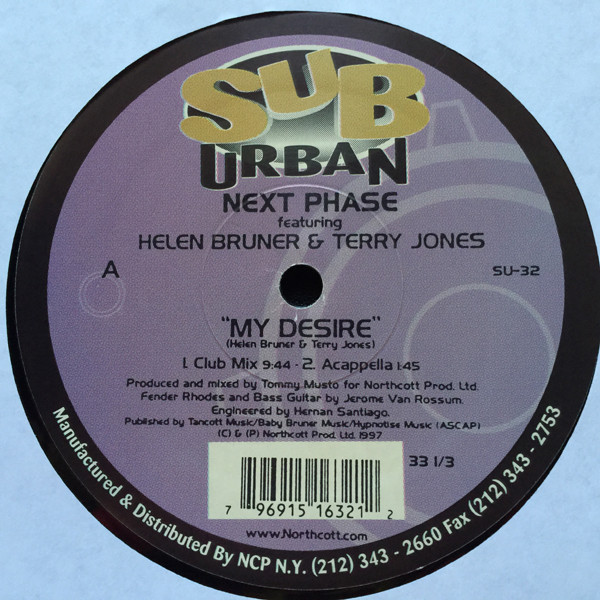 SUB
URBAN
NEXT PHASE
featuring
HELEN BRUNER & TERRY JONES
A
SU-32
"MY DESIRE"
(Helen Bruner & Terry Jones)
1. Club Mix 9:44 - 2. Acappella 1:45
Produced and mixed by Tommy Musto for Northcott Prod. Ltd.
Fender Rhodes and Bass Guitar by Jerome Van Rossum.
Engineered by Hernan Santiago.
Published by Tancott Music/Baby Bruner Music/Hypnotise Music (ASCAP)
(C) & (P) Northcott Prod. Ltd. 1997
33 1/3
7 96915 16321 2
www.Northcott.com
Manufactured & Distributed By NCP N.Y. (212) 343 - 2660 Fax (212) 343 - 2753